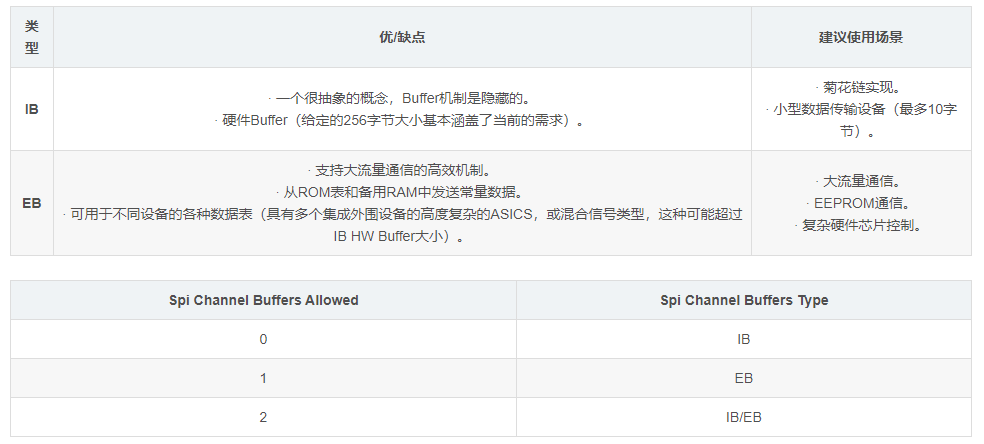 类
型
优/缺点
建议使用场景
IB
· 一个很抽象的概念，Buffer机制是隐藏的。
· 硬件Buffer（给定的256字节大小基本涵盖了当前的需求）。
· 菊花链实现。
· 小型数据传输设备（最多10字
节）。
EB
· 支持大流量通信的高效机制。
· 从ROM表和备用RAM中发送常量数据。
· 可用于不同设备的各种数据表（具有多个集成外围设备的高度复杂的ASICS，或混合信号类型，这种可能超过
IB HW Buffer大小）。
· 大流量通信。
· EEPROM通信。
· 复杂硬件芯片控制。
Spi Channel Buffers Allowed
Spi Channel Buffers Type
0
IB
1
EB
2
IB/EB